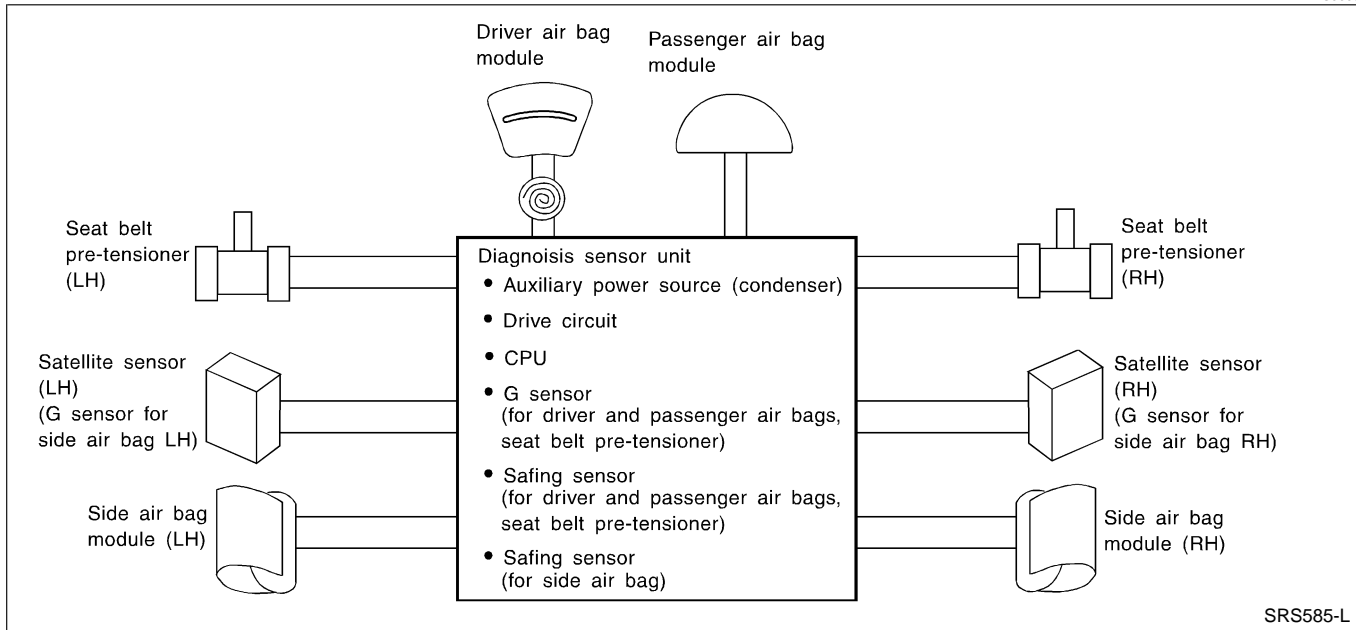 Driver air bag
module
Passenger air bag
module
Seat belt
pre-tensioner
(LH)
Seat belt
pre-tensioner
(RH)
Diagnoisis sensor unit
• Auxiliary power source (condenser)
• Drive circuit
• CPU
• G sensor
(for driver and passenger air bags,
seat belt pre-tensioner)
• Safing sensor
(for driver and passenger air bags,
seat belt pre-tensioner)
• Safing sensor
(for side air bag)
Satellite sensor
(LH)
(G sensor for
side air bag LH)
Satellite sensor
(RH)
(G sensor for
side air bag RH)
Side air bag
module (LH)
Side air bag
module (RH)
SRS585-L